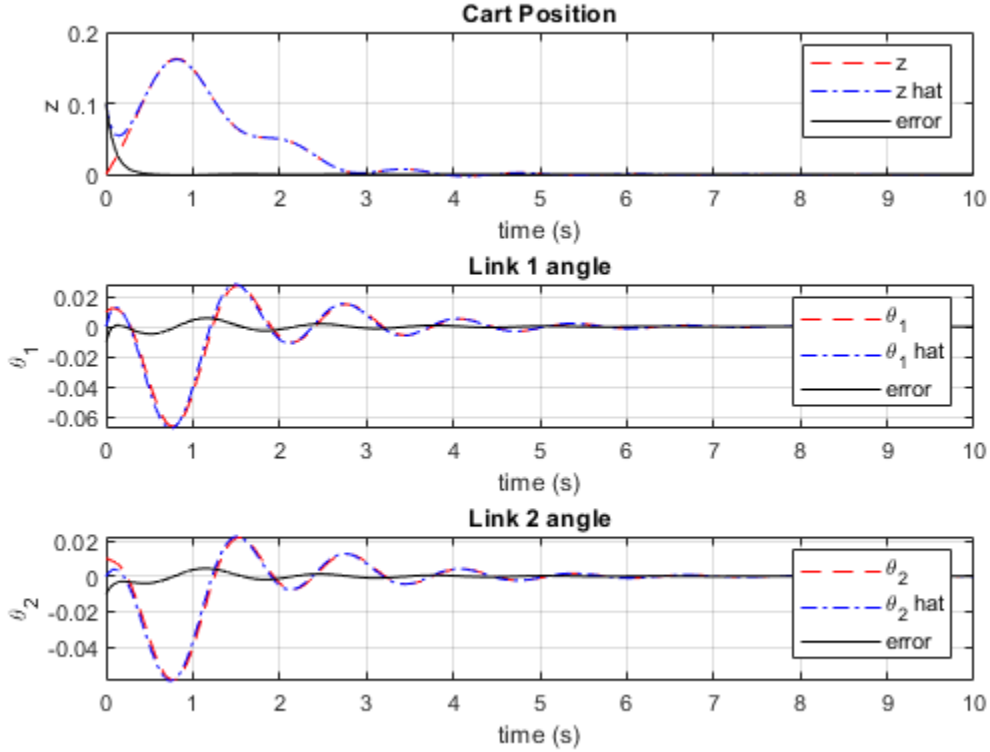 Cart Position
0.2
0.1
0
z
z
z hat
error
0 1 2 3 4 5 6 7 8 9 10
time (s)
Link 1 angle
0.02
0
-0.02
-0.04
-0.06
θ1
θ1
θ1 hat
error
0 1 2 3 4 5 6 7 8 9 10
time (s)
Link 2 angle
0.02
0
-0.02
-0.04
θ2
θ2
θ2 hat
error
0 1 2 3 4 5 6 7 8 9 10
time (s)